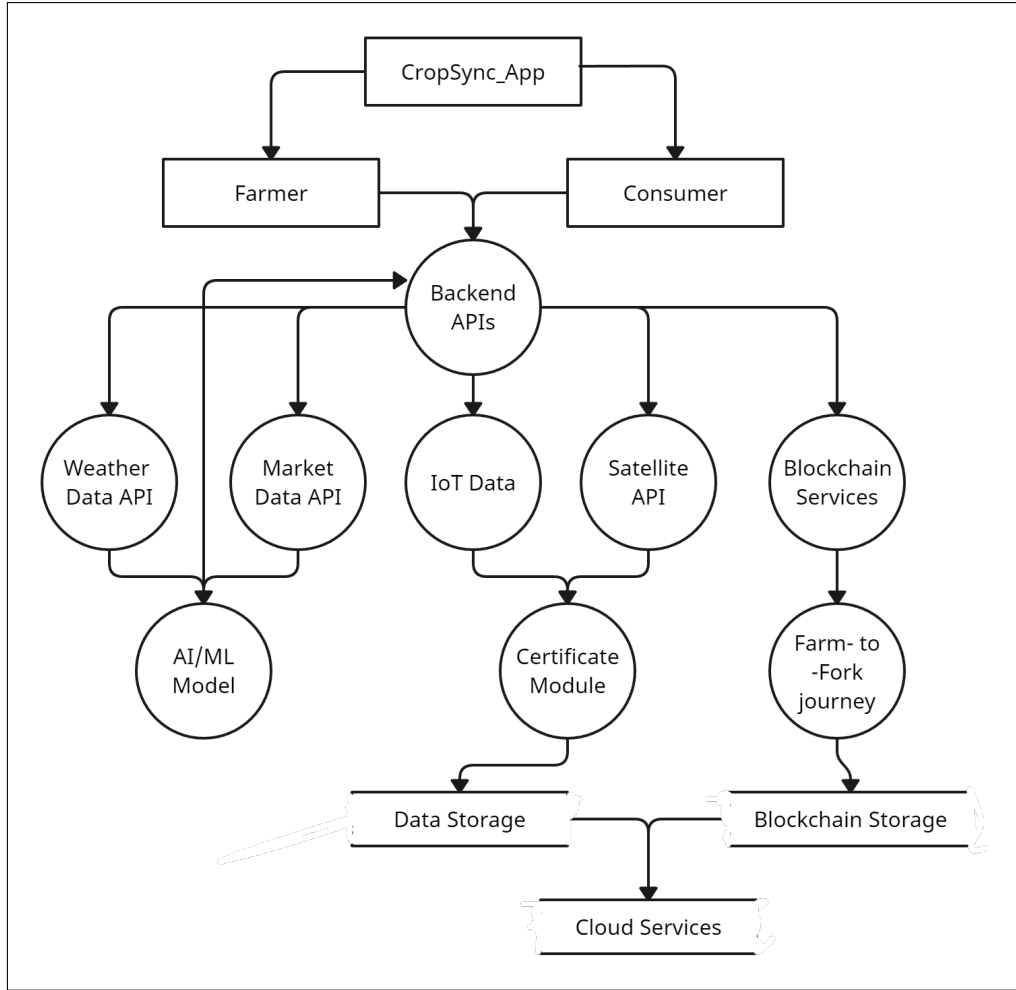 CropSync_App
Farmer
Consumer
Backend
APIs
Weather
Data API
Market
Data API
IoT Data
Satellite
API
Blockchain
Services
AI/ML
Model
Certificate
Module
Farm- to
-Fork
journey
Data Storage
Blockchain Storage
Cloud Services